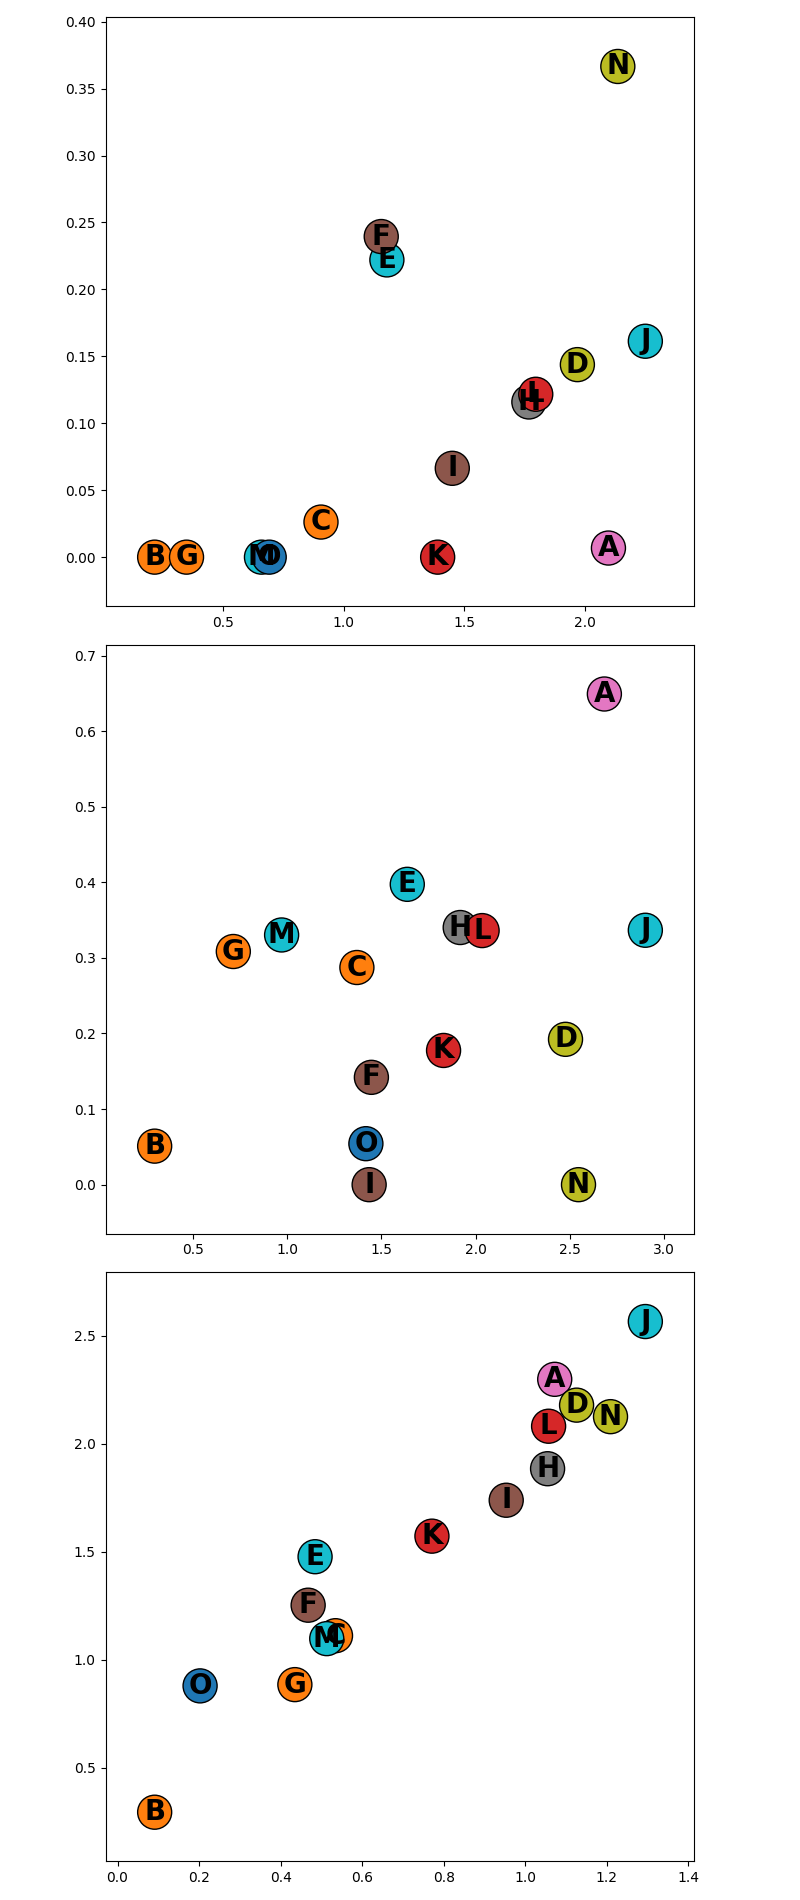 0.40
N
0.35
0.30
0.25
F
E
0.20
J
0.15
D
L
H
0.10
I
0.05
C
A
0.00
B G M O K
0.5 1.0 1.5 2.0
0.7
A
0.6
0.5
0.4
E
G M H L J
0.3
C
0.2
K D
F
0.1
B O
0.0
I N
0.5 1.0 1.5 2.0 2.5 3.0
J
2.5
A
D N
L
2.0
H
I
K
1.5
E
F
M C
1.0
O G
0.5
B
0.0 0.2 0.4 0.6 0.8 1.0 1.2 1.4